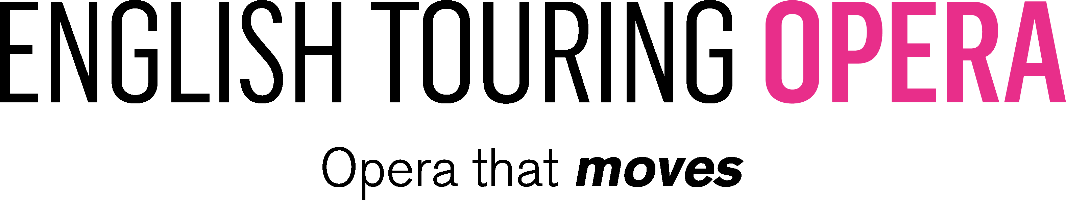 ENGLISH TOURING OPERA
Opera that moves